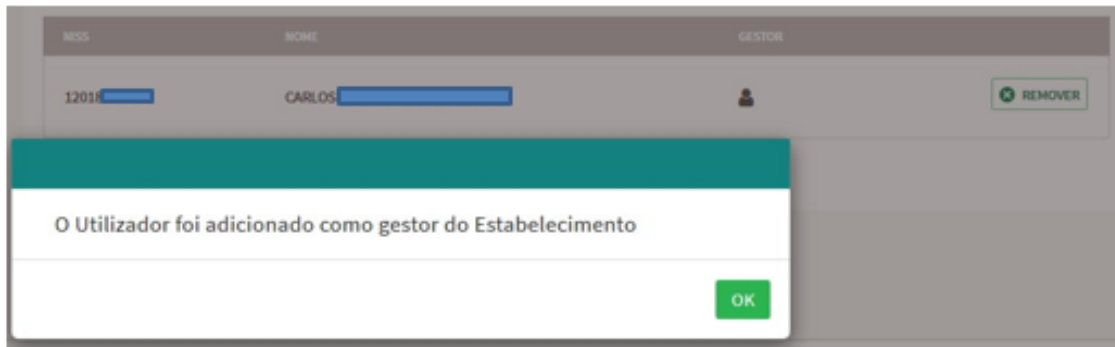 NISS NOME GESTOR
12018 CARLOS REMOVER
O Utilizador foi adicionado como gestor do Estabelecimento
OK